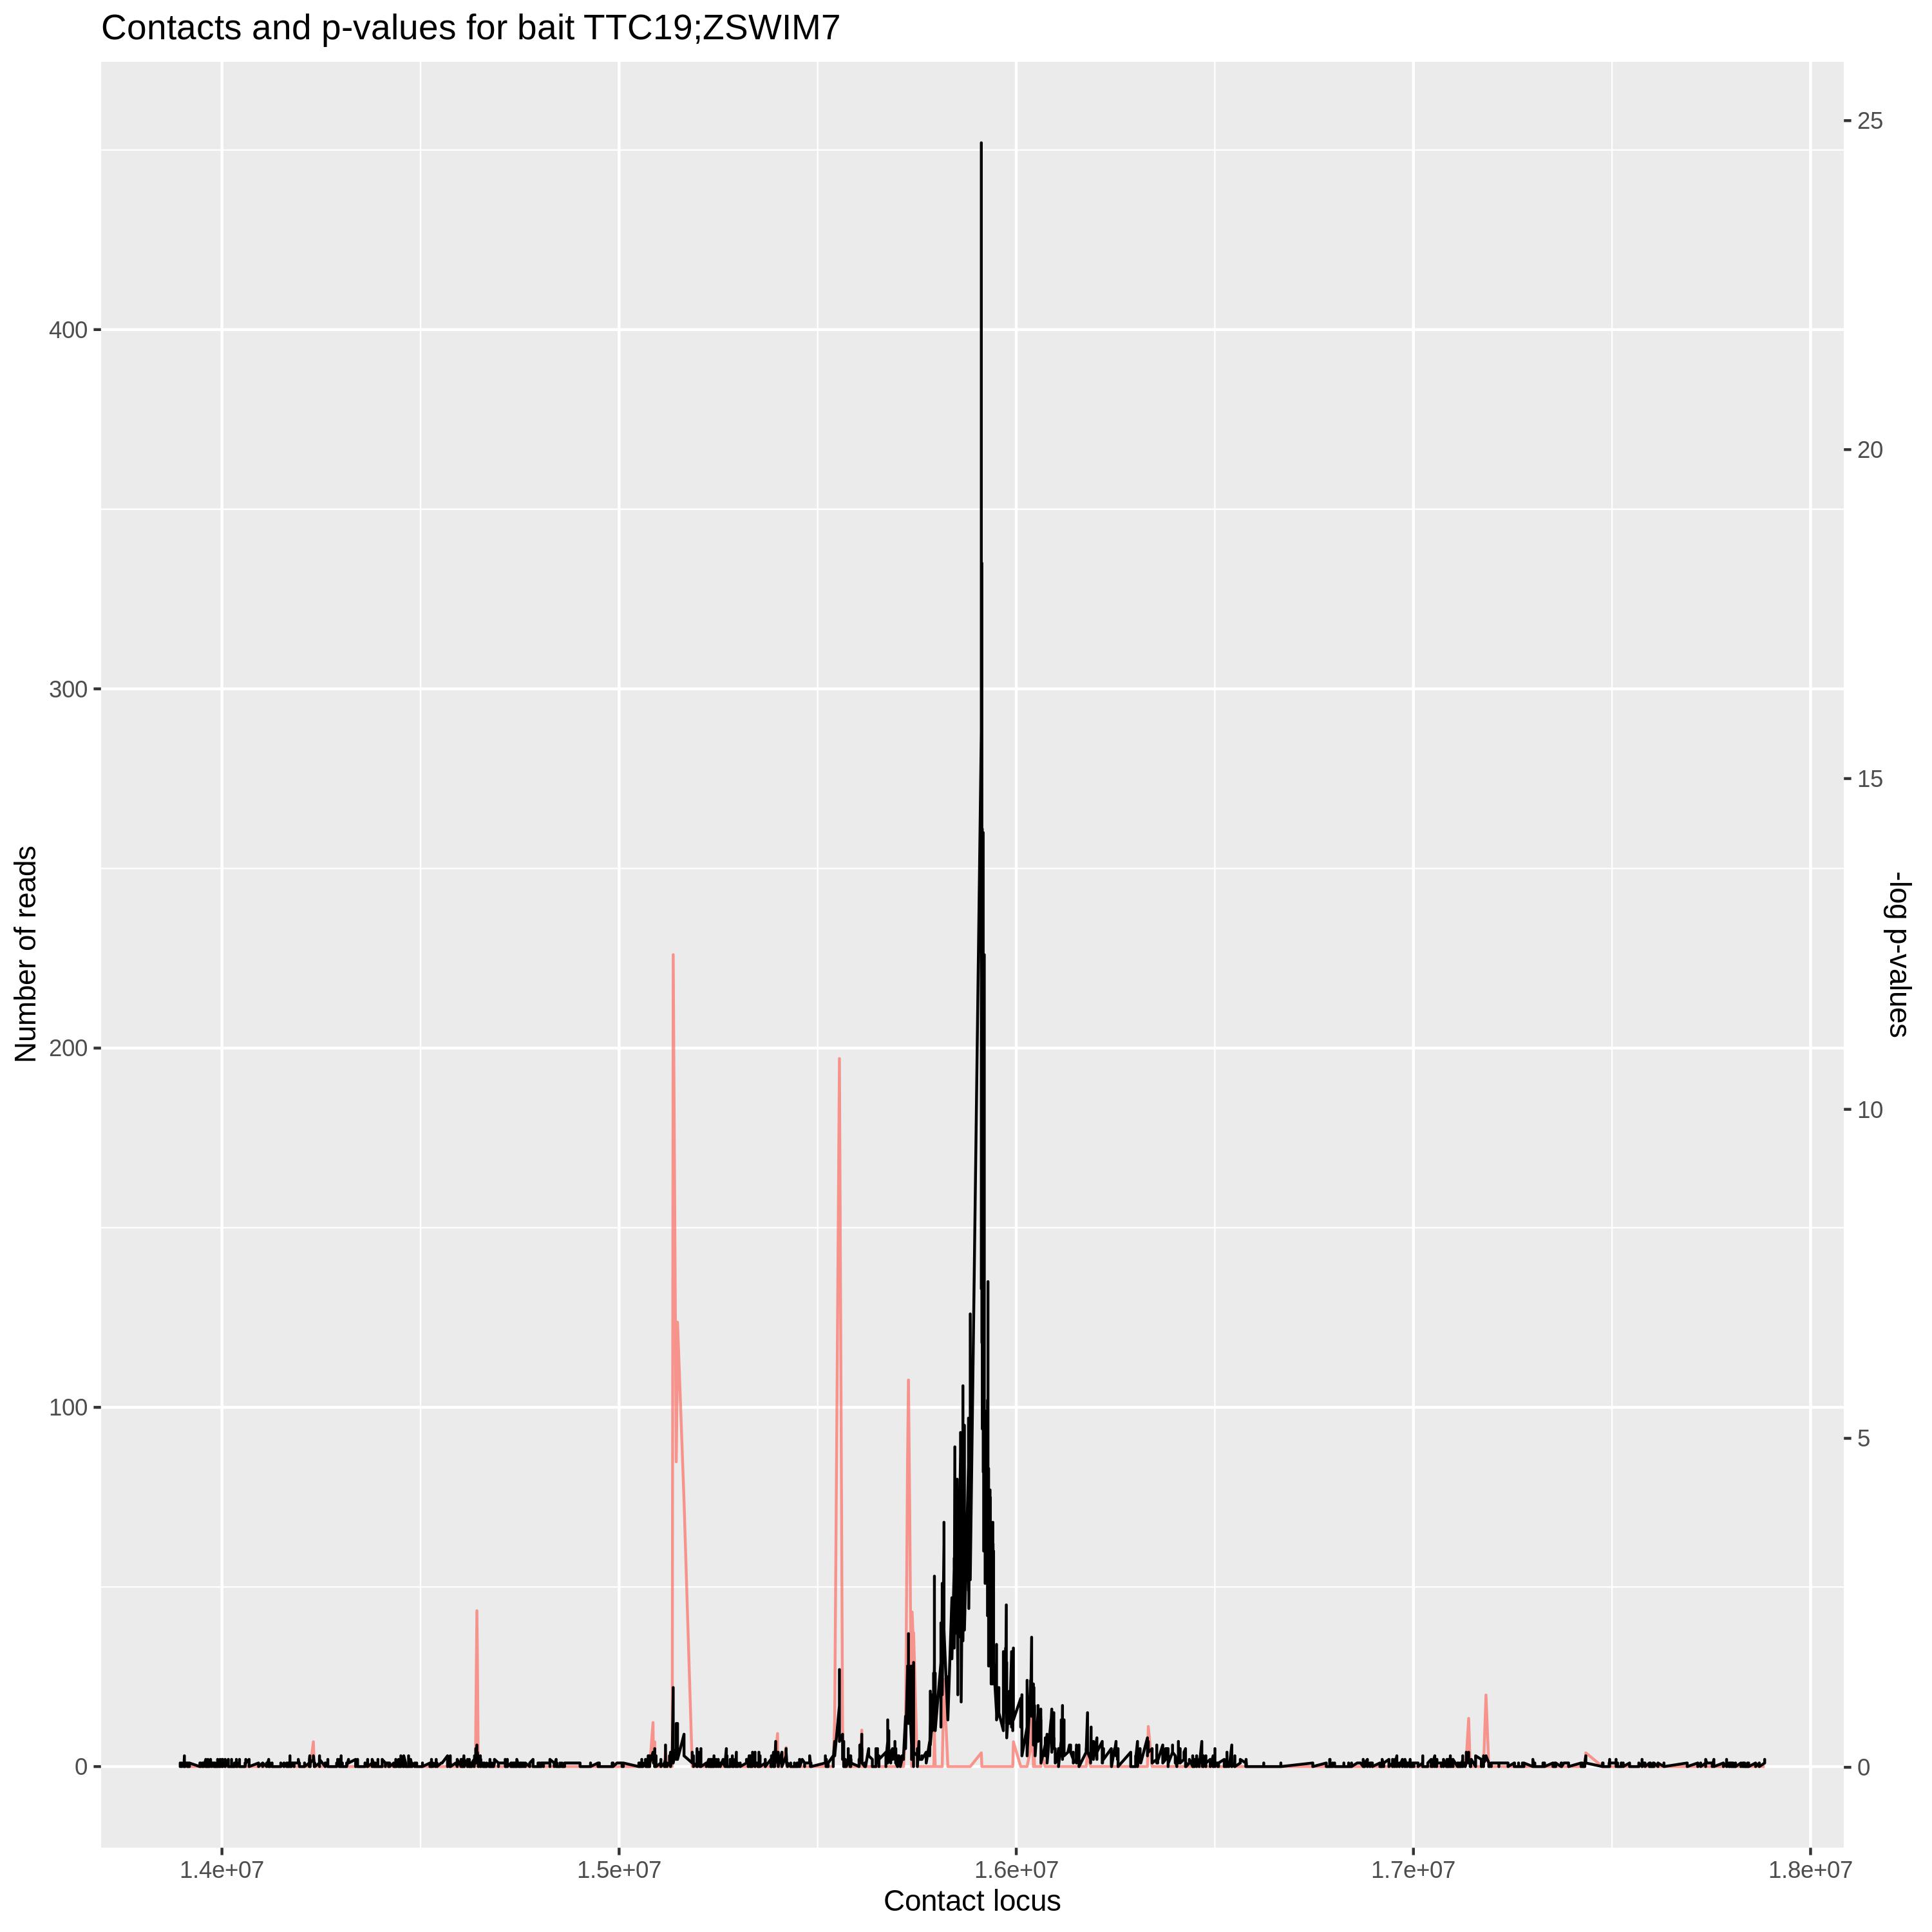 Contacts and p-values for bait TTC19;ZSWIM7
25
400
20
300
15
Number of reads
-log p-values
200
10
100
5
0
0
1.4e+07
1.5e+07
1.6e+07
1.7e+07
1.8e+07
Contact locus